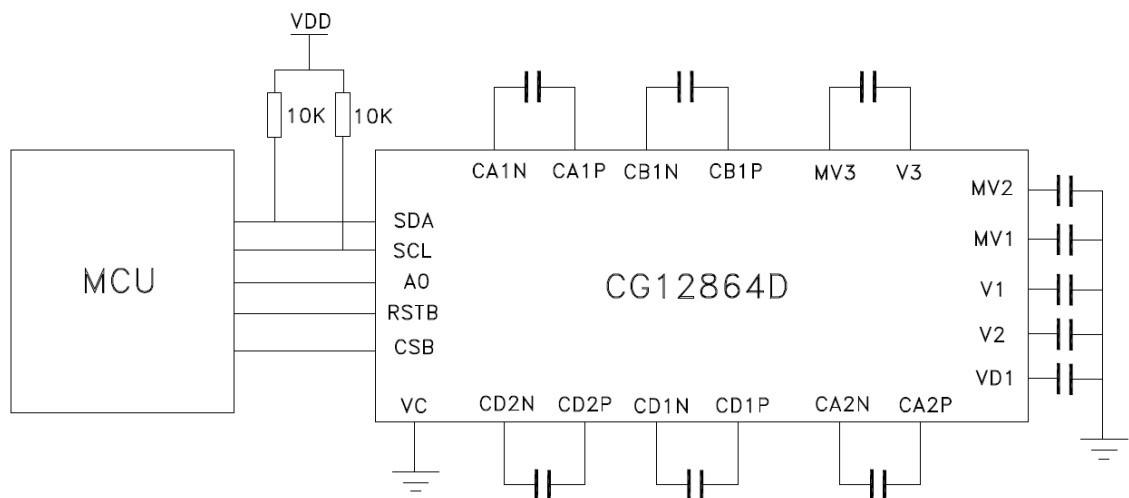 VDD
10K 10K
CA1N CA1P CB1N CB1P MV3 V3
MV2
SDA
MV1
SCL
MCU
A0
CG12864D
V1
RSTB
V2
CSB
VD1
VC CD2N CD2P CD1N CD1P CA2N CA2P